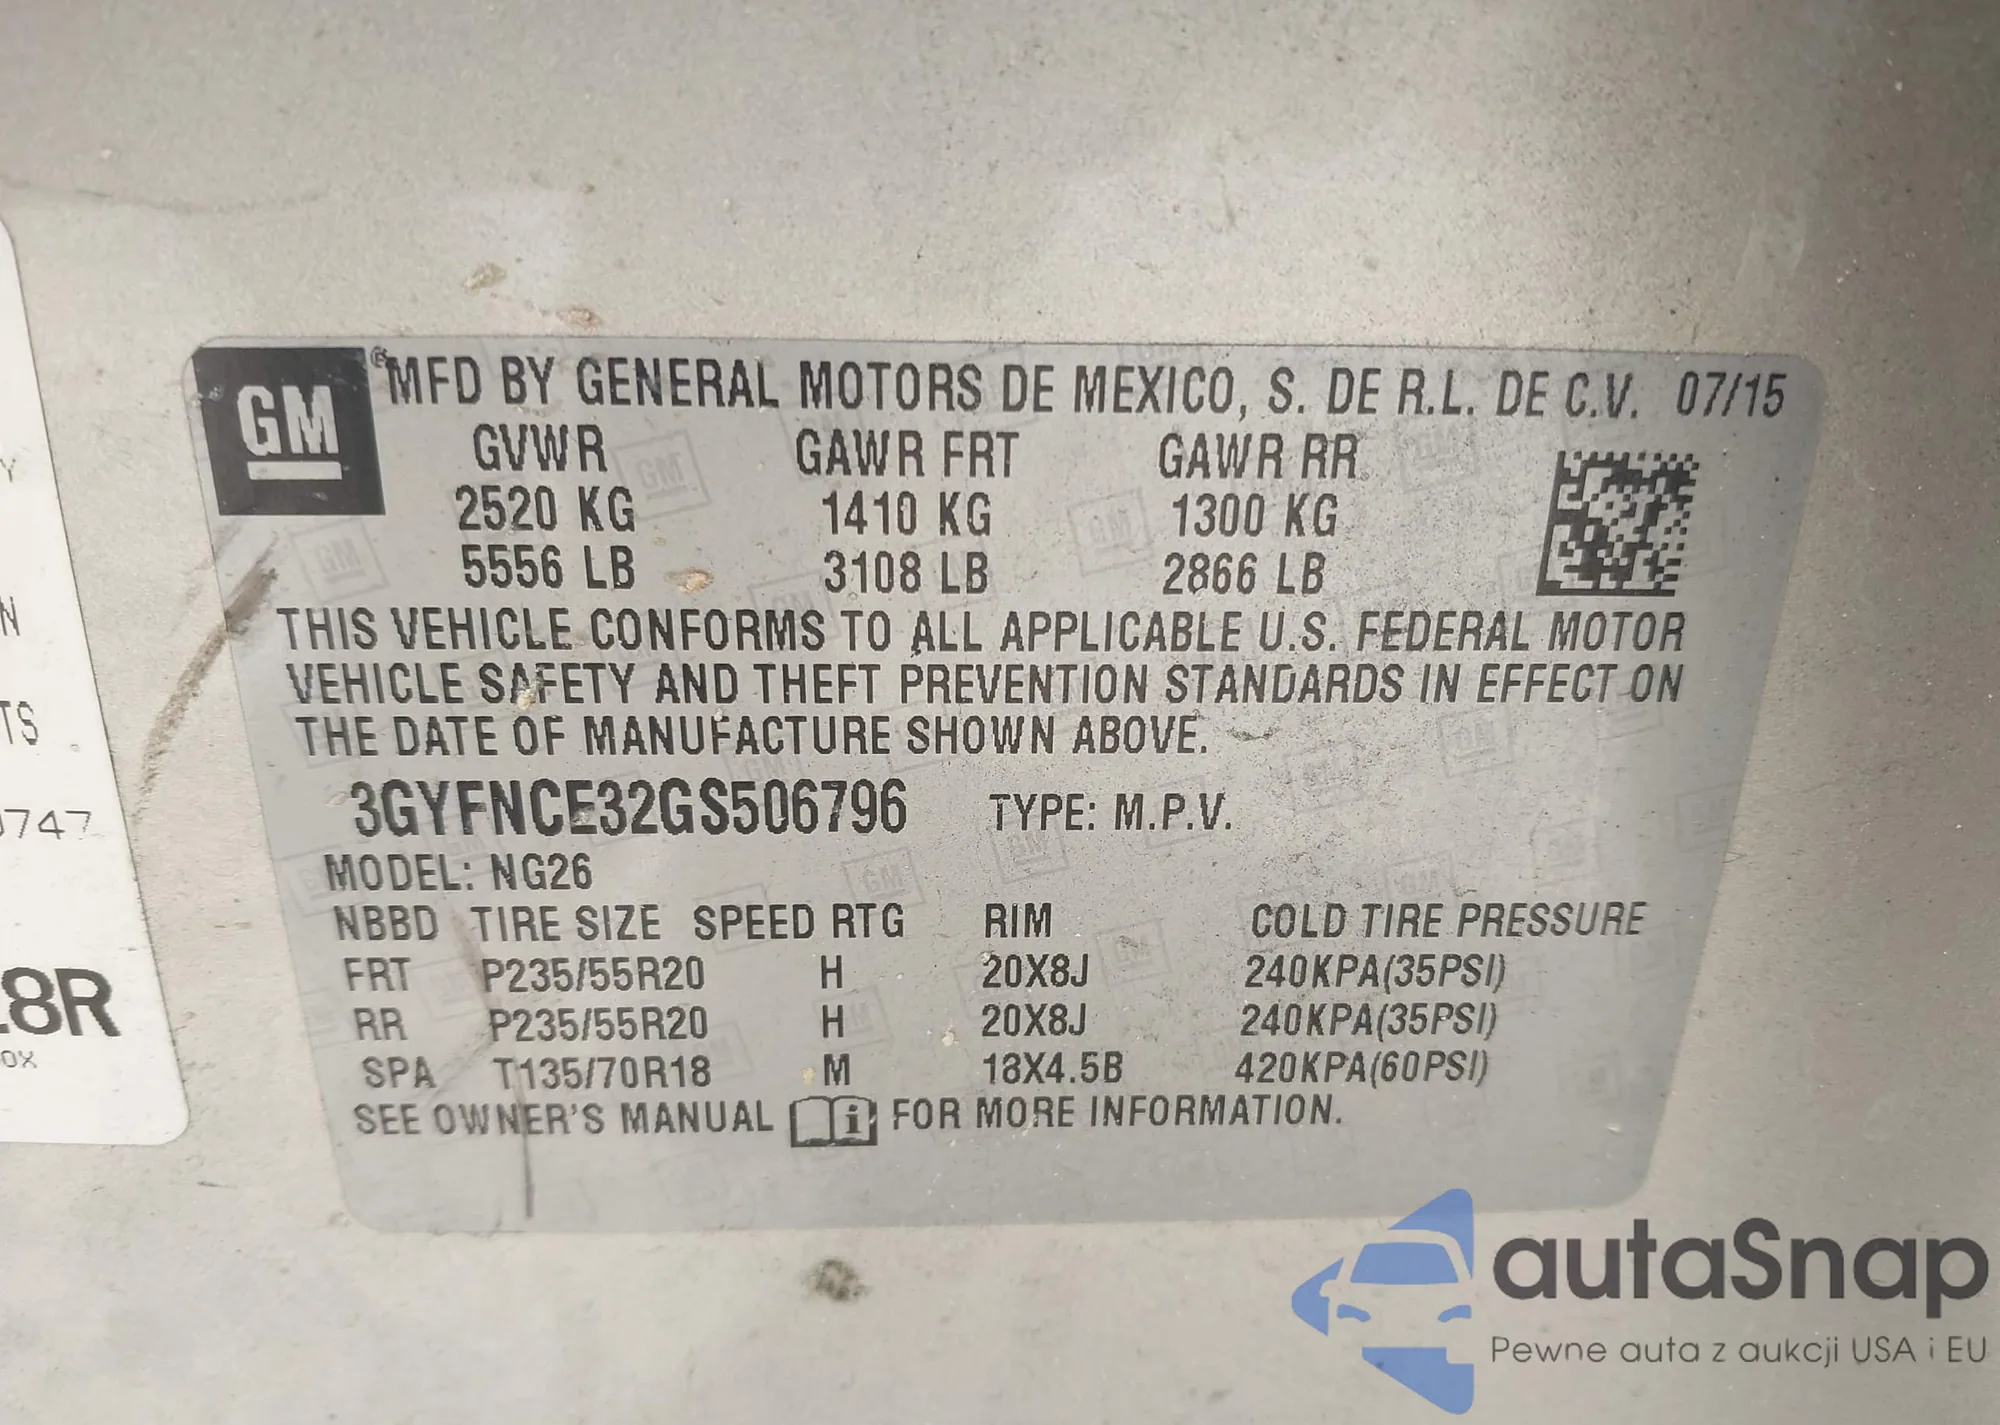 GM
® MFD BY GENERAL MOTORS DE MEXICO, S. DE R.L. DE C.V. 07/15
GVWR GAWR FRT GAWR RR
2520 KG 1410 KG 1300 KG
5556 LB 3108 LB 2866 LB
THIS VEHICLE CONFORMS TO ALL APPLICABLE U.S. FEDERAL MOTOR
VEHICLE SAFETY AND THEFT PREVENTION STANDARDS IN EFFECT ON
THE DATE OF MANUFACTURE SHOWN ABOVE.
3GYFNCE32GS506796 TYPE: M.P.V.
MODEL: NG26
NBBD TIRE SIZE SPEED RTG RIM COLD TIRE PRESSURE
FRT P235/55R20 H 20X8J 240KPA(35PSI)
RR P235/55R20 H 20X8J 240KPA(35PSI)
SPA T135/70R18 M 18X4.5B 420KPA(60PSI)
SEE OWNER'S MANUAL i FOR MORE INFORMATION.
Y
N
TS
747
8R
OX
autaSnap
Pewne auta z aukcji USA i EU